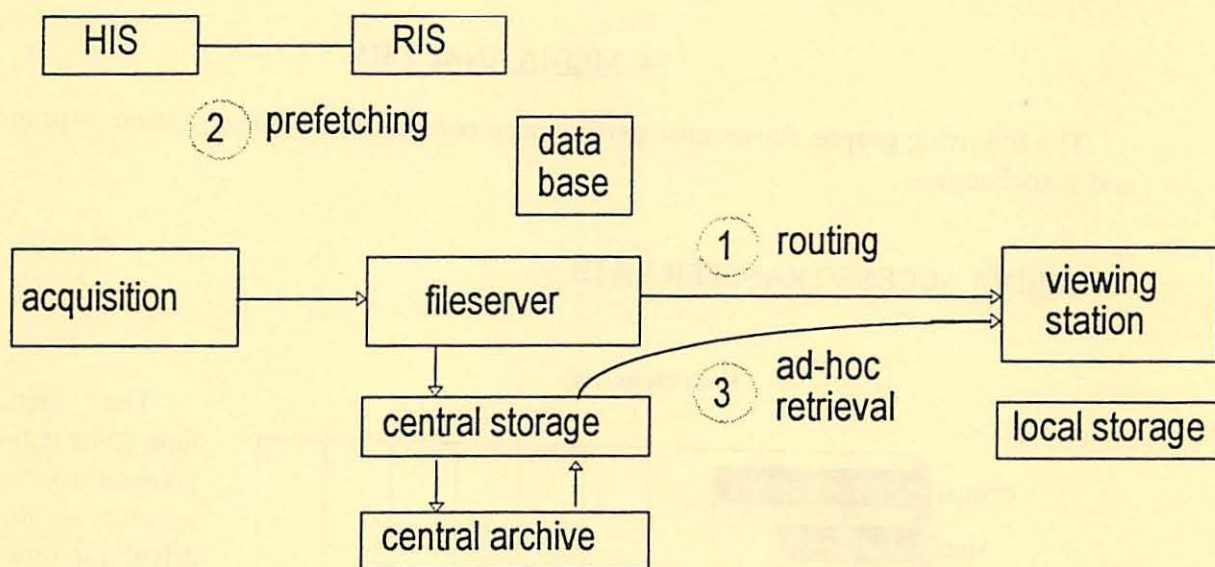 HIS
RIS
2 prefetching
data
base
1 routing
acquisition
fileserver
viewing
station
3 ad-hoc
retrieval
central storage
local storage
central archive